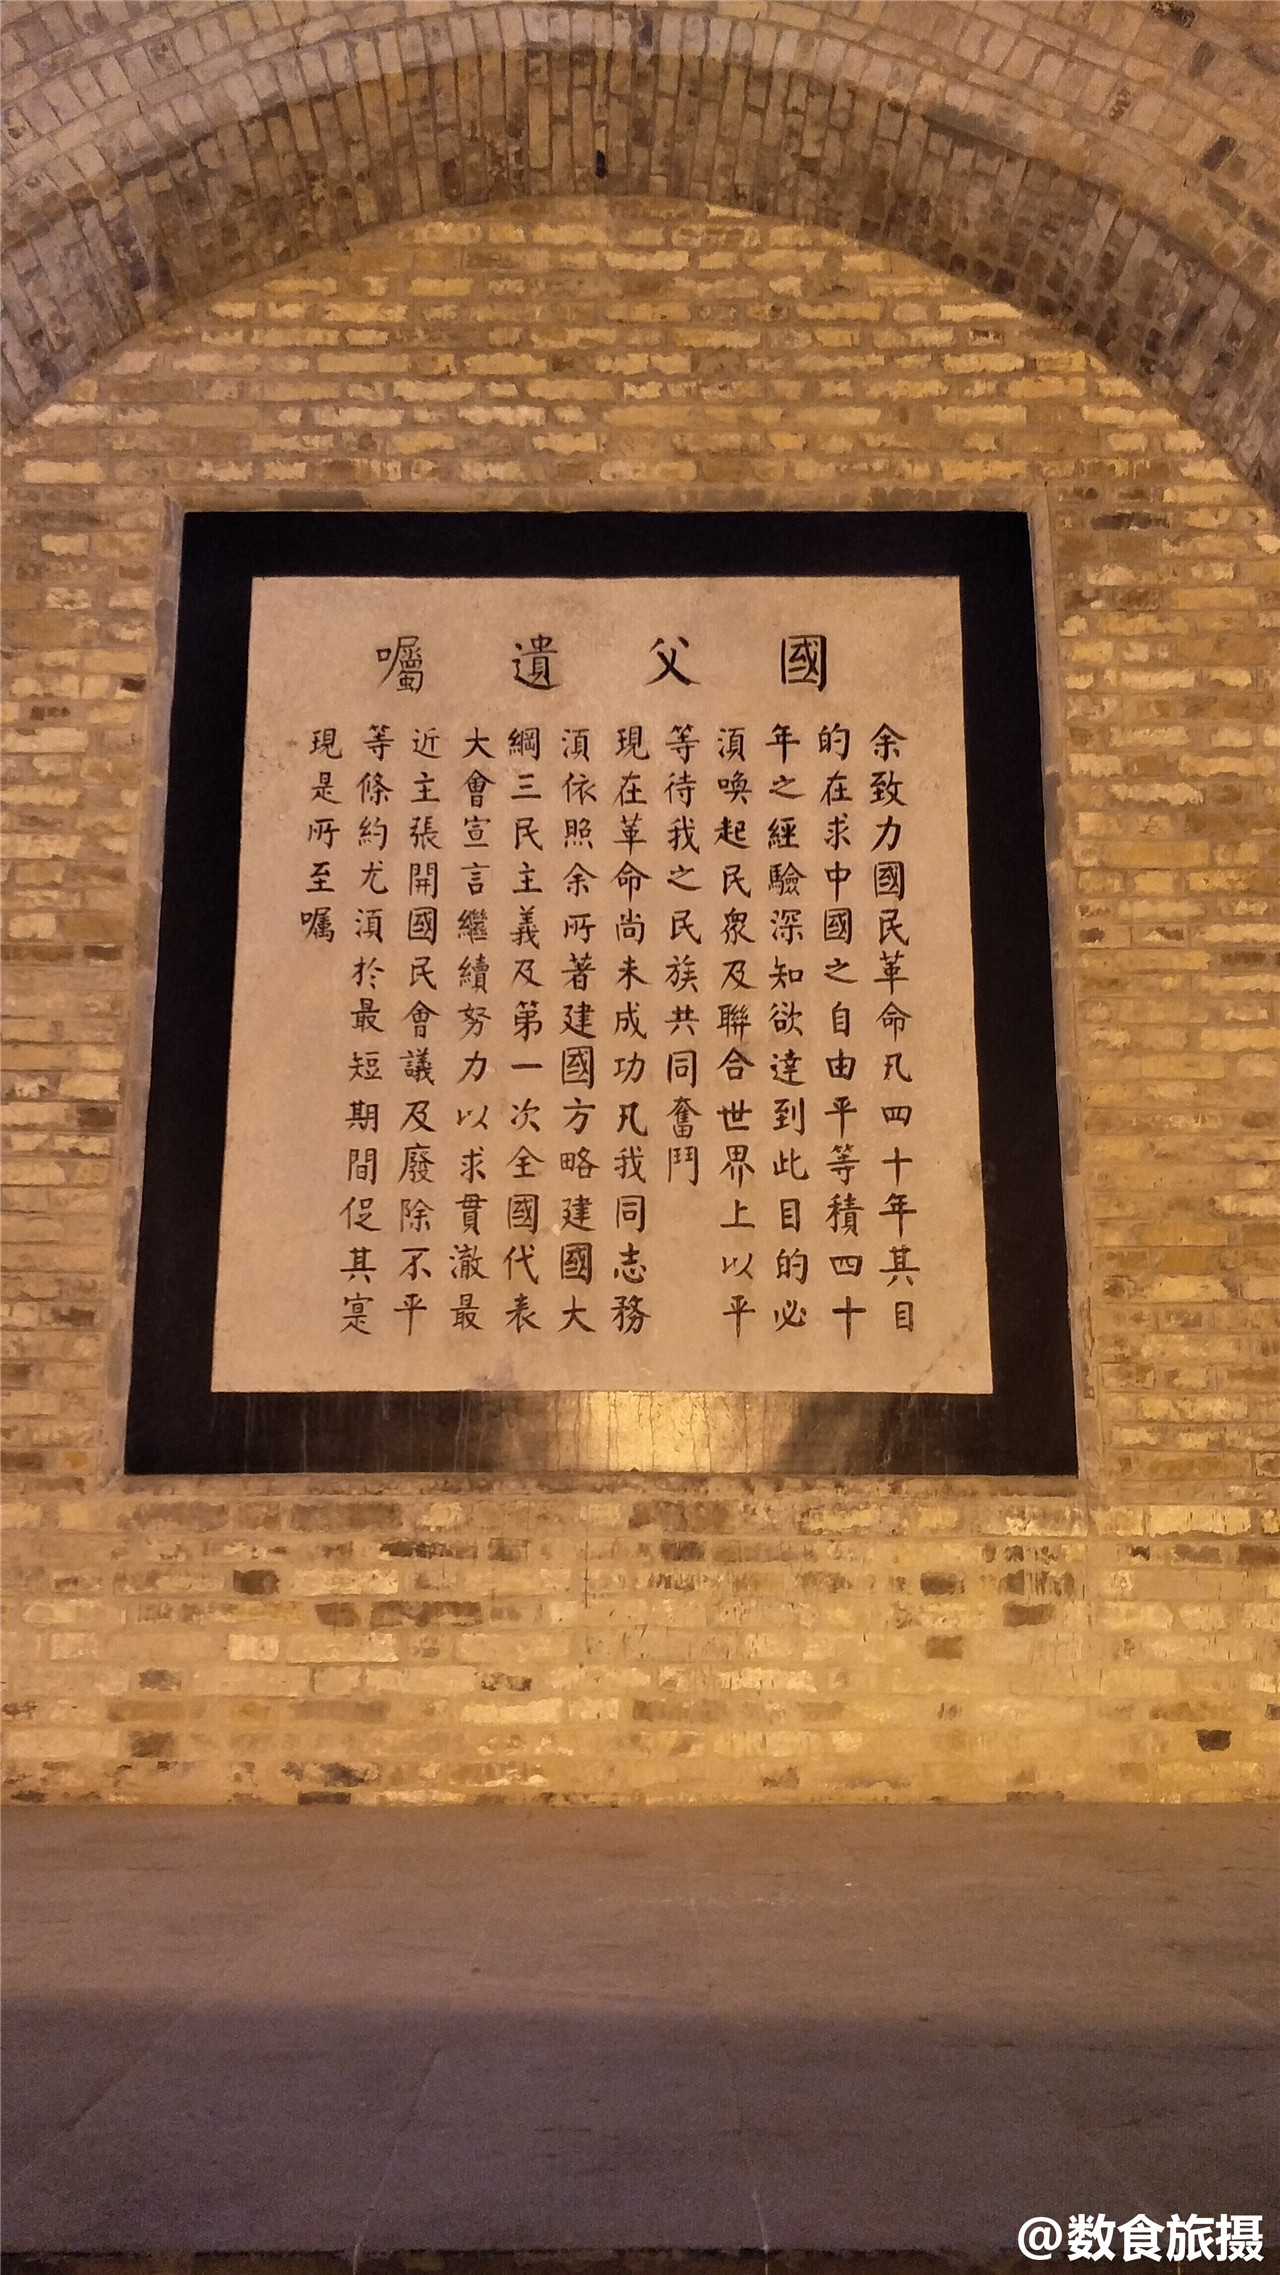 國父遺囑
余致力國民革命凡四十年其目
的在求中國之自由平等積四十
年之經驗深知欲達到此目的必
須喚起民衆及聯合世界上以平
等待我之民族共同奮鬥
現在革命尚未成功凡我同志務
須依照余所著建國方略建國大
綱三民主義及第一次全國代表
大會宣言繼續努力以求貫澈最
近主張開國民會議及廢除不平
等條約尤須於最短期間促其寔
現是所至囑
@数食旅摄